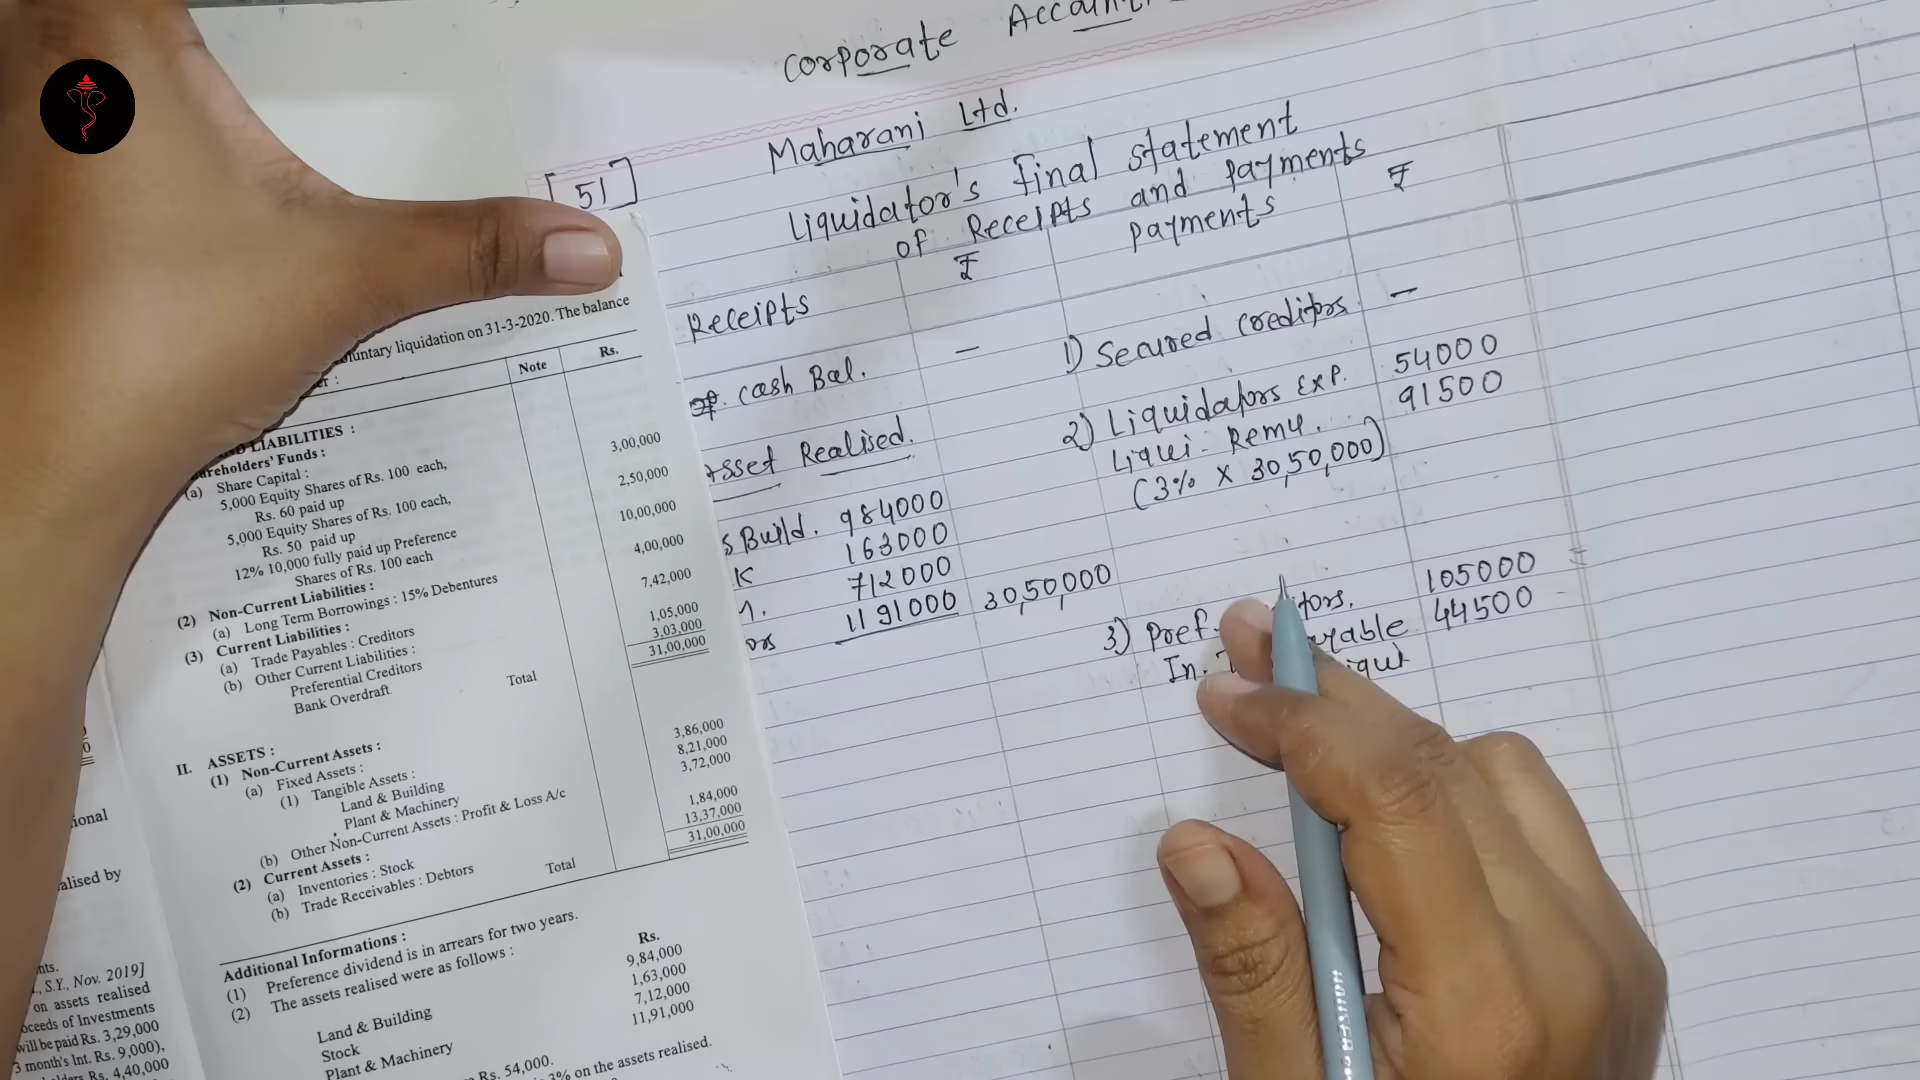 Corporate
Maharani Ltd.
[51]
Liquidator's Final statement
of Receipts and payments
Receipts
₹
payments
₹
cash Bal. —
1) Secured creditors. —
Asset Realised.
2) Liquidators Exp. 54000
Liqui. Remu. 91500
(3% × 30,50,000)
Build. 984000
K 163000
712000
1191000 30,50,000
3) Pref. 105000
In. 44500
voluntary liquidation on 31-3-2020. The balance
Note Rs.
LIABILITIES :
Shareholders' Funds :
(a) Share Capital :
5,000 Equity Shares of Rs. 100 each,
Rs. 60 paid up 3,00,000
5,000 Equity Shares of Rs. 100 each,
Rs. 50 paid up 2,50,000
12% 10,000 fully paid up Preference
Shares of Rs. 100 each 10,00,000
(2) Non-Current Liabilities :
(a) Long Term Borrowings : 15% Debentures 4,00,000
(3) Current Liabilities :
(a) Trade Payables : Creditors 7,42,000
(b) Other Current Liabilities :
Preferential Creditors 1,05,000
Bank Overdraft 3,03,000
Total 31,00,000
II. ASSETS :
(1) Non-Current Assets :
(a) Fixed Assets :
(1) Tangible Assets :
Land & Building 3,86,000
Plant & Machinery 8,21,000
(b) Other Non-Current Assets : Profit & Loss A/c 3,72,000
(2) Current Assets :
(a) Inventories : Stock 1,84,000
(b) Trade Receivables : Debtors 13,37,000
Total 31,00,000
Additional Informations :
(1) Preference dividend is in arrears for two years.
(2) The assets realised were as follows :
Rs.
Land & Building 9,84,000
Stock 1,63,000
Plant & Machinery 7,12,000
11,91,000
Rs. 54,000.
3% on the assets realised.
S.Y., Nov. 2019]
on assets realised
of Investments
will be paid Rs. 3,29,000
3 month's Int. Rs. 9,000),
Rs. 4,40,000